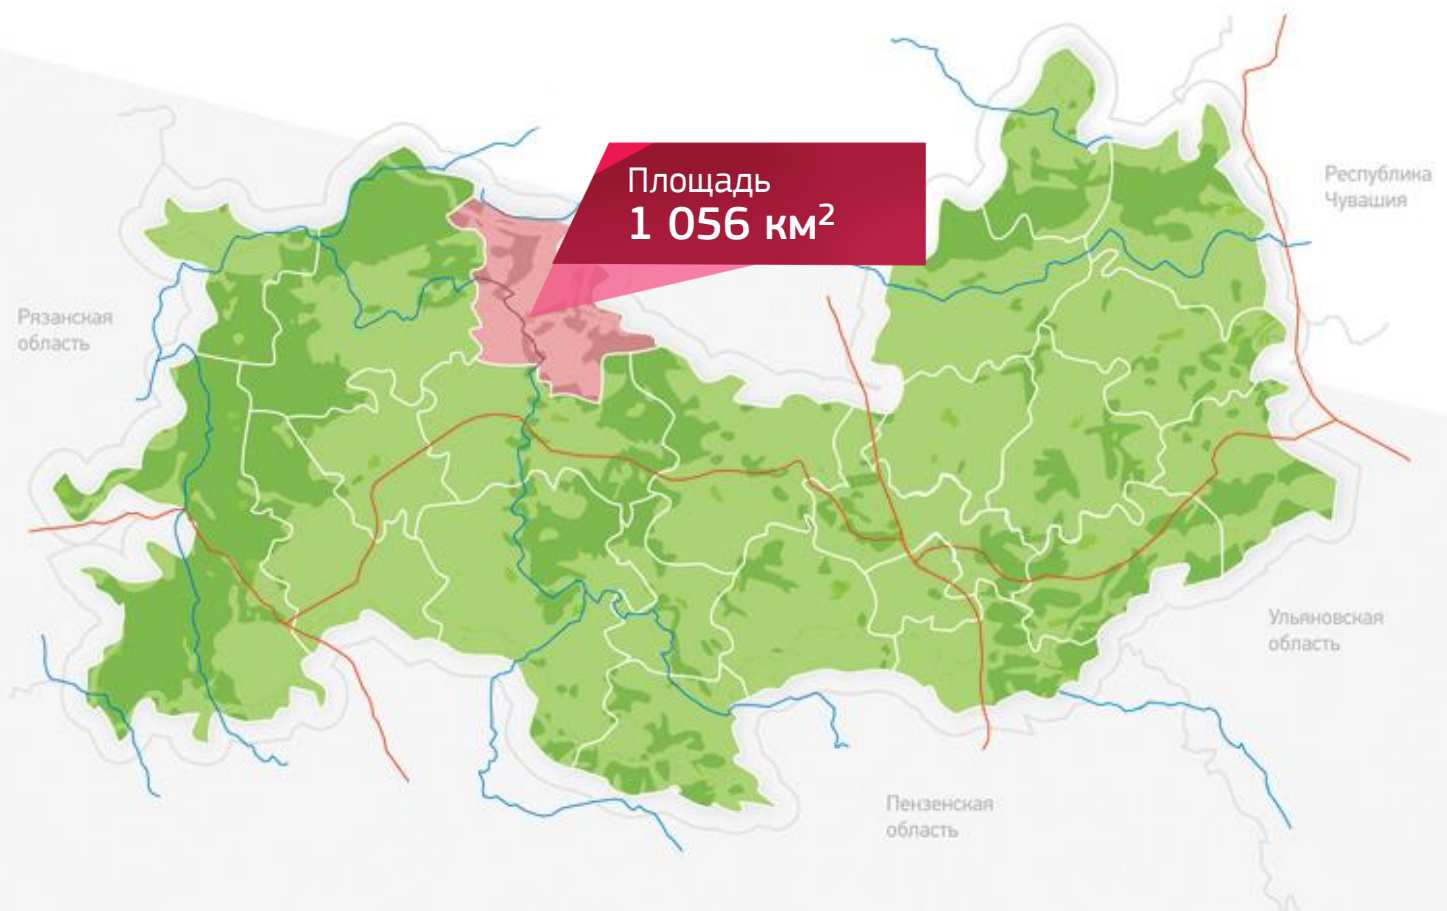 Площадь
1 056 км²
Республика
Чувашия
Рязанская
область
Ульяновская
область
Пензенская
область